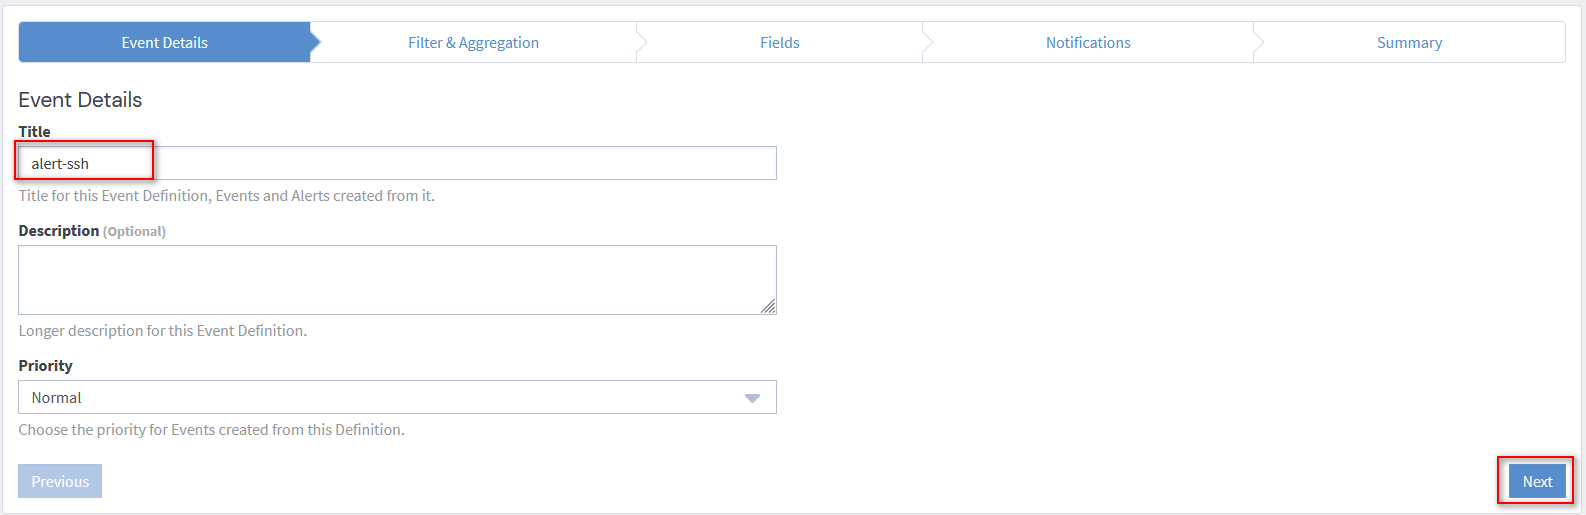 Event Details
Filter & Aggregation
Fields
Notifications
Summary
Event Details
Title
alert-ssh
Title for this Event Definition, Events and Alerts created from it.
Description (Optional)
Longer description for this Event Definition.
Priority
Normal
Choose the priority for Events created from this Definition.
Previous
Next